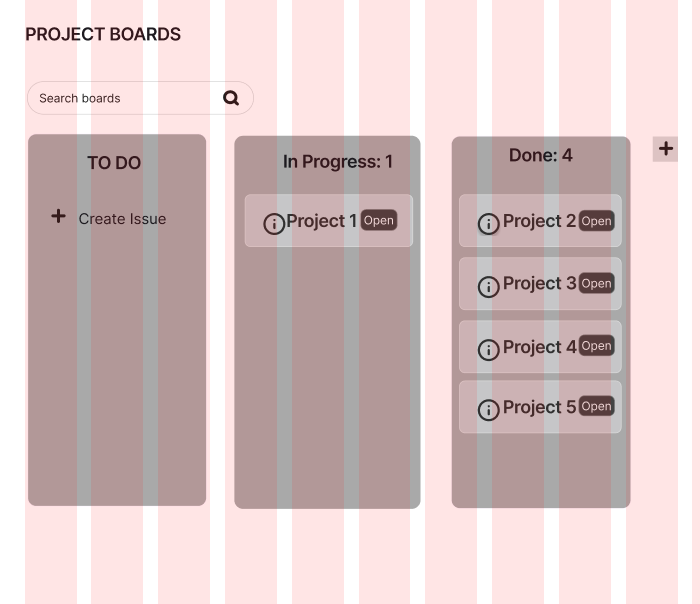 PROJECT BOARDS
Search boards
TO DO
Create Issue
In Progress: 1
Project 1 Open
Done: 4
Project 2 Open
Project 3 Open
Project 4 Open
Project 5 Open